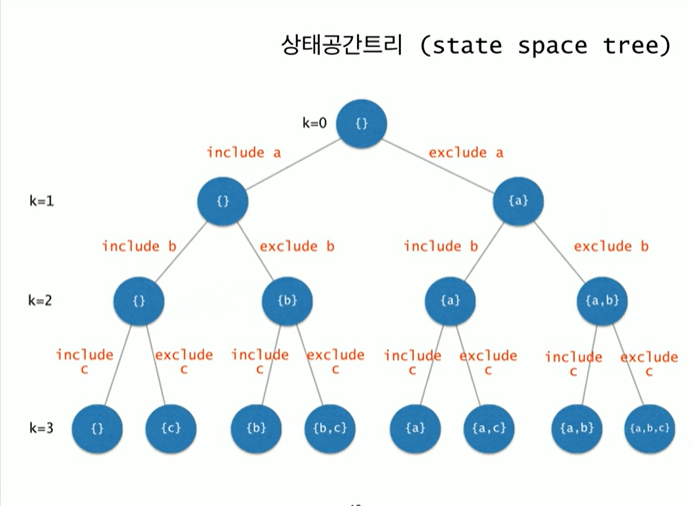 상태공간트리 (state space tree)
k=0 {}
include a exclude a
k=1 {} {a}
include b exclude b include b exclude b
k=2 {} {b} {a} {a,b}
include exclude include exclude include exclude include exclude
c c c c c c c c
k=3 {} {c} {b} {b,c} {a} {a,c} {a,b} {a,b,c}